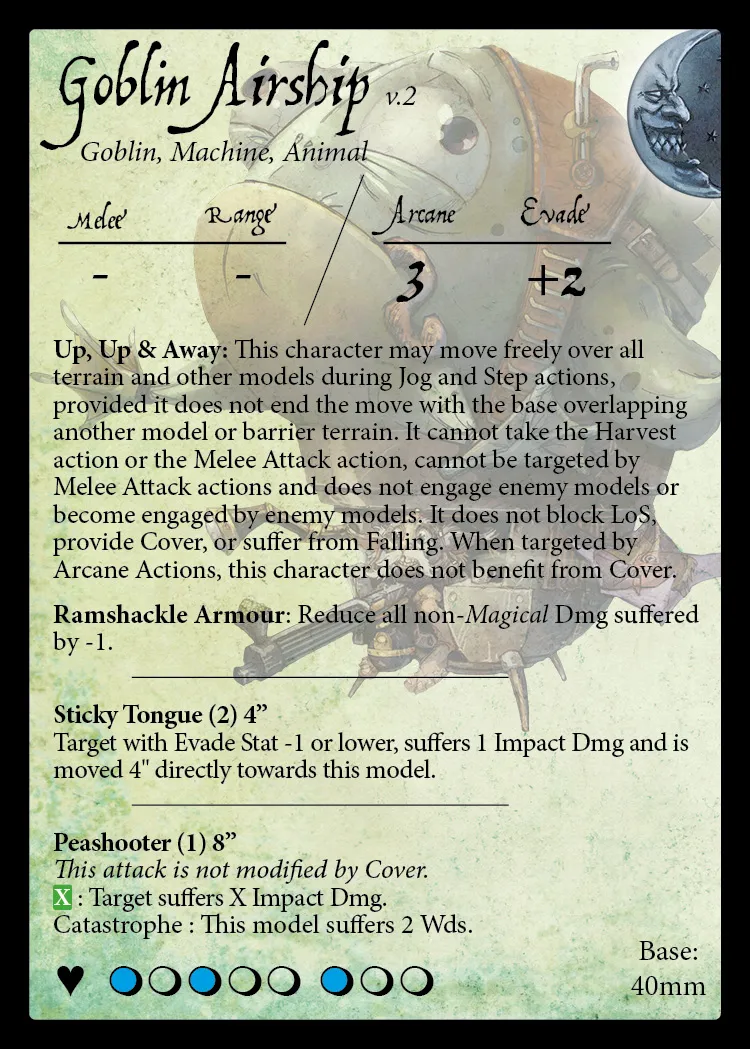 Goblin Airship v.2
Goblin, Machine, Animal
Melee Range Arcane Evade
- - 3 +2
Up, Up & Away: This character may move freely over all
terrain and other models during Jog and Step actions,
provided it does not end the move with the base overlapping
another model or barrier terrain. It cannot take the Harvest
action or the Melee Attack action, cannot be targeted by
Melee Attack actions and does not engage enemy models or
become engaged by enemy models. It does not block LoS,
provide Cover, or suffer from Falling. When targeted by
Arcane Actions, this character does not benefit from Cover.
Ramshackle Armour: Reduce all non-Magical Dmg suffered
by -1.
Sticky Tongue (2) 4”
Target with Evade Stat -1 or lower, suffers 1 Impact Dmg and is
moved 4" directly towards this model.
Peashooter (1) 8”
This attack is not modified by Cover.
X : Target suffers X Impact Dmg.
Catastrophe : This model suffers 2 Wds.
Base:
40mm